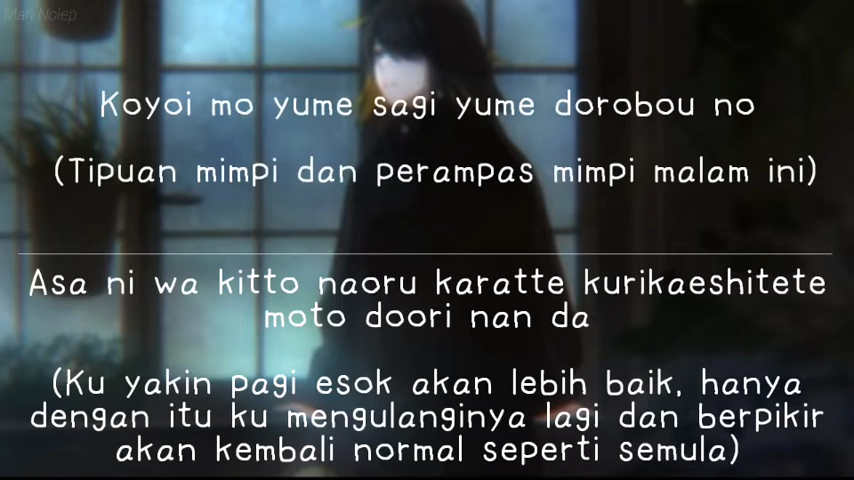 Mari Noiep
Koyoi mo yume sagi yume dorobou no
(Tipuan mimpi dan perampas mimpi malam ini)
Asa ni wa kitto naoru karatte kurikaeshitete
moto doori nan da
(Ku yakin pagi esok akan lebih baik, hanya
dengan itu ku mengulanginya lagi dan berpikir
akan kembali normal seperti semula)